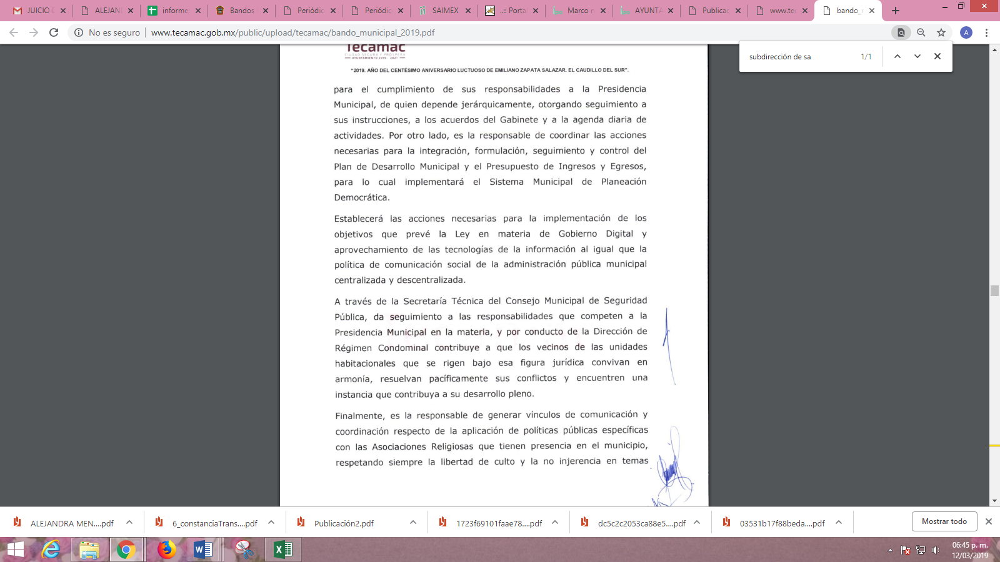 JUICIO D
ALEJAND
informe
Bandos
Periódic
Periódic
SAIMEX
..:: Porta
Marco n
AYUNTA
Publicac
www.tec
bando_
No es seguro | www.tecamac.gob.mx/public/upload/tecamac/bando_municipal_2019.pdf
A
subdirección de sa 1/1
Tecámac
CIUDAD SEGURA Y PRÓSPERA
AYUNTAMIENTO 2019 - 2021
"2019. AÑO DEL CENTÉSIMO ANIVERSARIO LUCTUOSO DE EMILIANO ZAPATA SALAZAR. EL CAUDILLO DEL SUR".
para el cumplimiento de sus responsabilidades a la Presidencia
Municipal, de quien depende jerárquicamente, otorgando seguimiento a
sus instrucciones, a los acuerdos del Gabinete y a la agenda diaria de
actividades. Por otro lado, es la responsable de coordinar las acciones
necesarias para la integración, formulación, seguimiento y control del
Plan de Desarrollo Municipal y el Presupuesto de Ingresos y Egresos,
para lo cual implementará el Sistema Municipal de Planeación
Democrática.
Establecerá las acciones necesarias para la implementación de los
objetivos que prevé la Ley en materia de Gobierno Digital y
aprovechamiento de las tecnologías de la información al igual que la
política de comunicación social de la administración pública municipal
centralizada y descentralizada.
A través de la Secretaría Técnica del Consejo Municipal de Seguridad
Pública, da seguimiento a las responsabilidades que competen a la
Presidencia Municipal en la materia, y por conducto de la Dirección de
Régimen Condominal contribuye a que los vecinos de las unidades
habitacionales que se rigen bajo esa figura jurídica convivan en
armonía, resuelvan pacíficamente sus conflictos y encuentren una
instancia que contribuya a su desarrollo pleno.
Finalmente, es la responsable de generar vínculos de comunicación y
coordinación respecto de la aplicación de políticas públicas específicas
con las Asociaciones Religiosas que tienen presencia en el municipio,
respetando siempre la libertad de culto y la no injerencia en temas
ALEJANDRA MEN....pdf
6_constanciaTrans....pdf
Publicación2.pdf
1723f69101faae78....pdf
dc5c2c2053ca88e5....pdf
03531b17f88beda....pdf
Mostrar todo
06:45 p. m.
12/03/2019